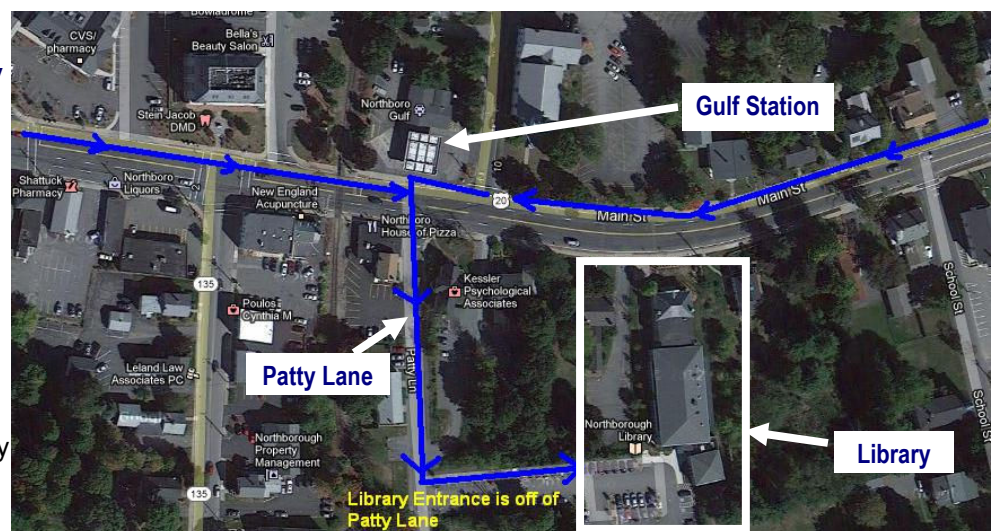 Bowladrome
CVS/
pharmacy
Bella's
Beauty Salon
Northboro
Gulf
Gulf Station
Stein Jacob
DMD
10
Shattuck
Pharmacy
Northboro
Liquors
2
New England
Acupuncture
20
Main St
Main St
Northboro
House of Pizza
Kessler
Psychological
Associates
School St
School St
135
Poulos
Cynthia M
Patty Ln
Patty Lane
Leland Law
Associates PC
Northborough
Library
Library
Northborough
Property
Management
135
Library Entrance is off of
Patty Lane
y
y